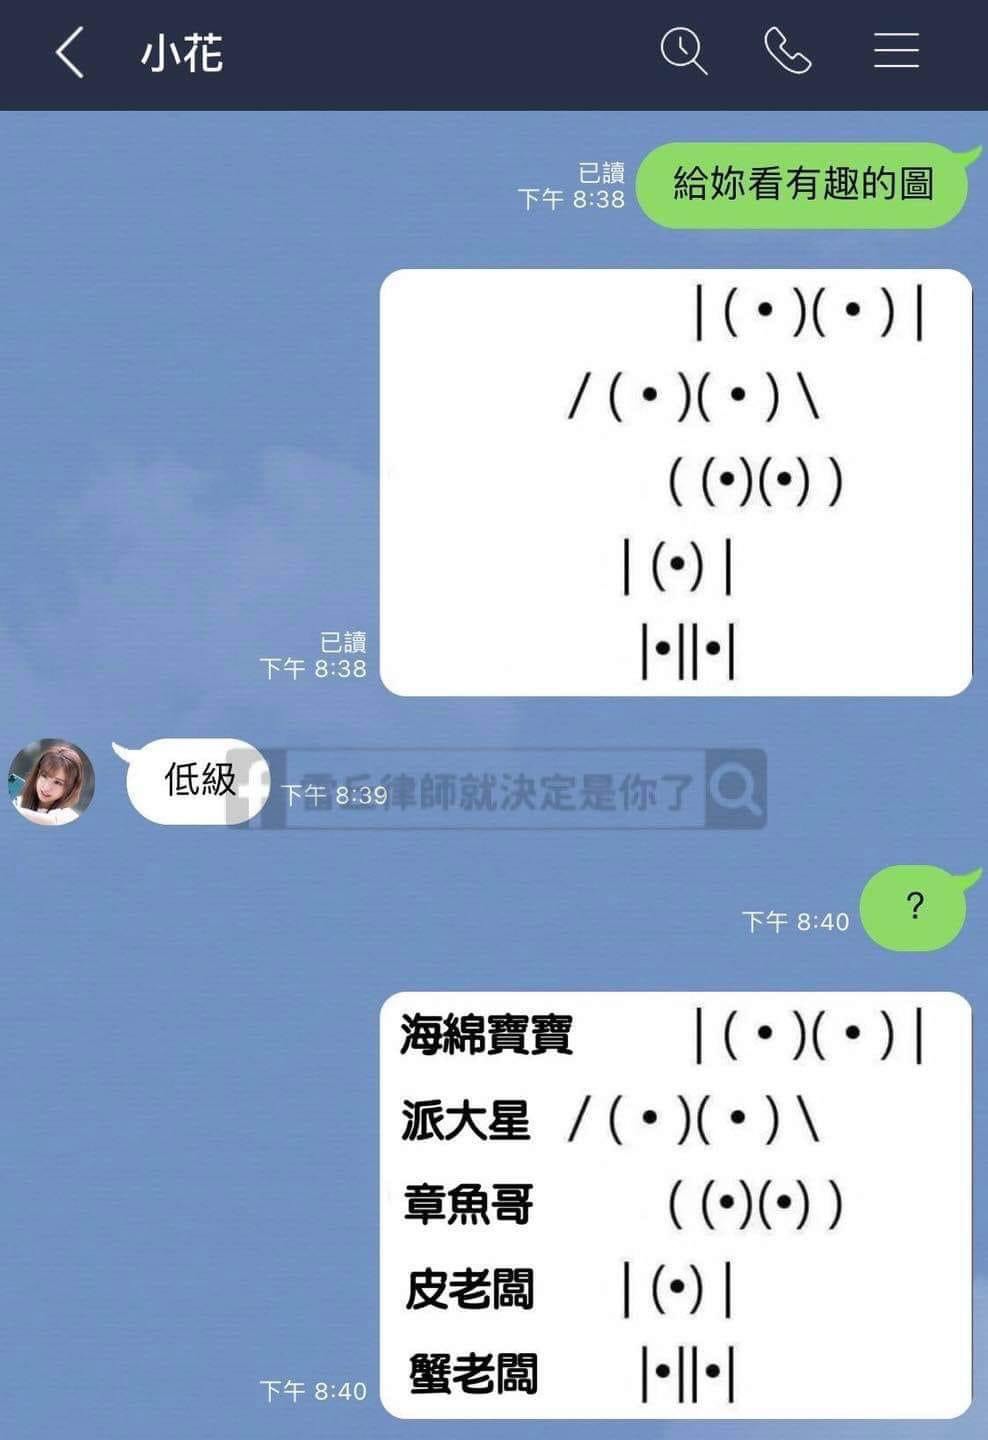 小花
給妳看有趣的圖
已讀
下午 8:38
| ( • )( • ) |
/ ( • )( • ) \
( (•)(•) )
| (•) |
|•||•|
已讀
下午 8:38
低級
下午 8:39
雷丘律師就決定是你了
?
下午 8:40
海綿寶寶 | ( • )( • ) |
派大星 / ( • )( • ) \
章魚哥 ( (•)(•) )
皮老闆 | (•) |
蟹老闆 |•||•|
下午 8:40